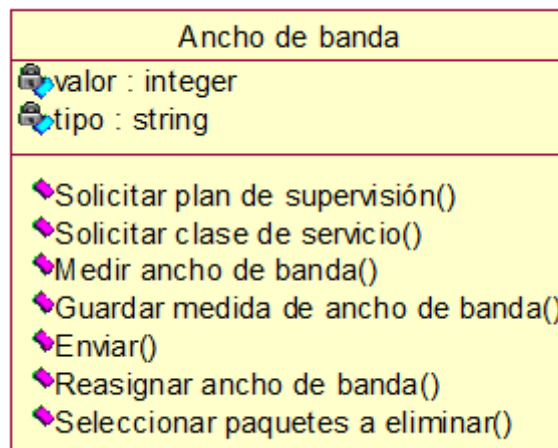 Ancho de banda
valor : integer
tipo : string
Solicitar plan de supervisión()
Solicitar clase de servicio()
Medir ancho de banda()
Guardar medida de ancho de banda()
Enviar()
Reasignar ancho de banda()
Seleccionar paquetes a eliminar()